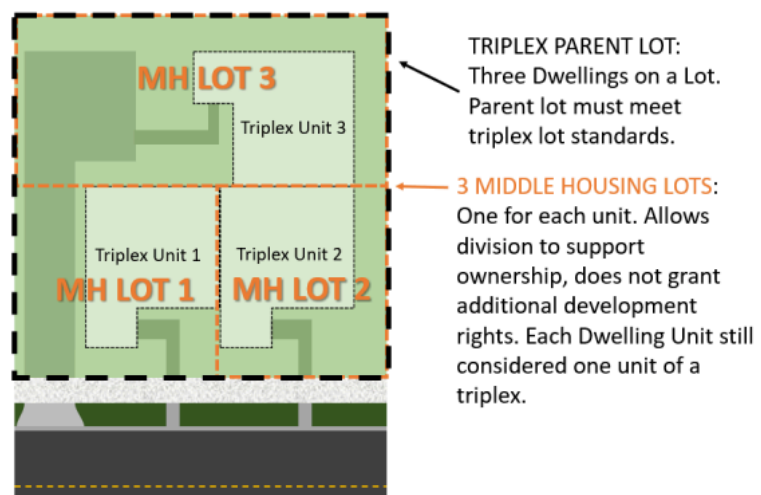 TRIPLEX PARENT LOT:
Three Dwellings on a Lot.
Parent lot must meet
triplex lot standards.
MH LOT 3
Triplex Unit 3
3 MIDDLE HOUSING LOTS:
One for each unit. Allows
division to support
ownership, does not grant
additional development
rights. Each Dwelling Unit still
considered one unit of a
triplex.
Triplex Unit 1
Triplex Unit 2
MH LOT 1
MH LOT 2